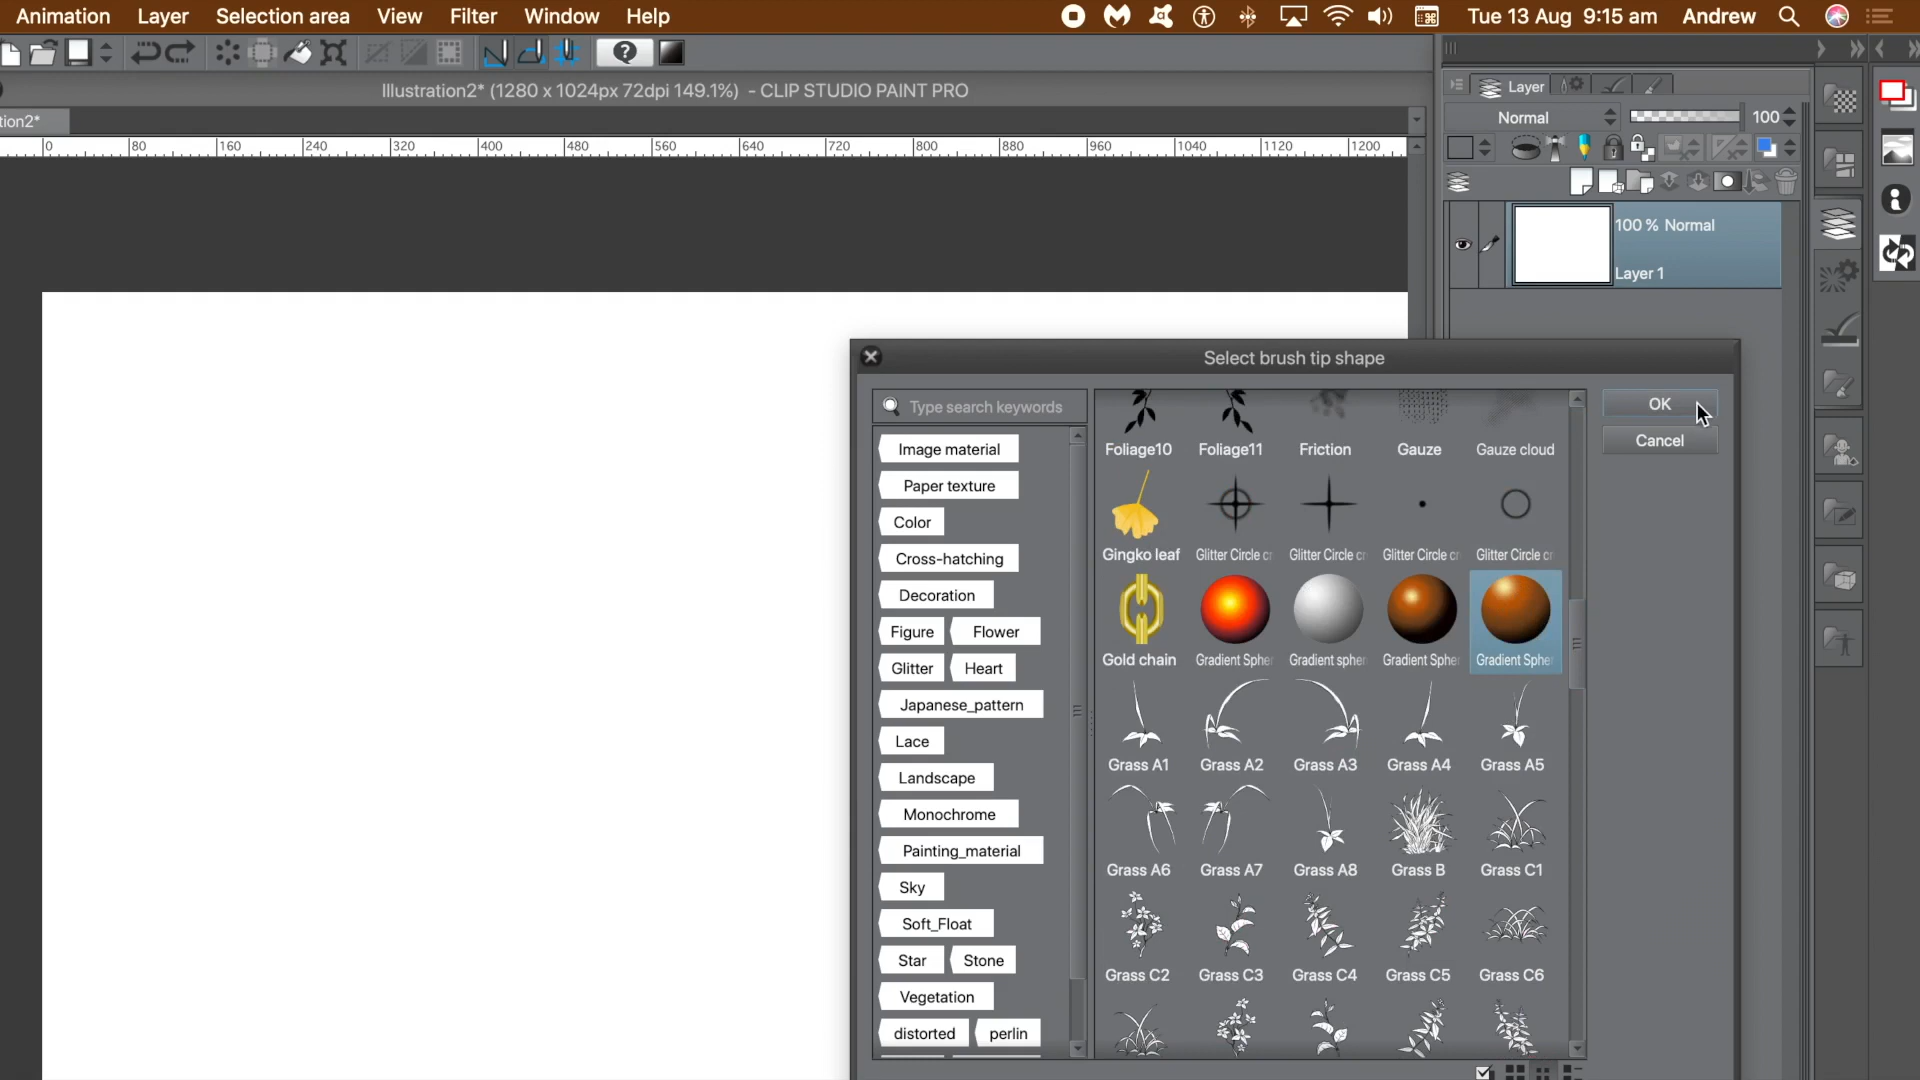 Animation Layer Selection area View Filter Window Help Tue 13 Aug 9:15 am Andrew
Illustration2* (1280 x 1024px 72dpi 149.1%) - CLIP STUDIO PAINT PRO
tion2*
0 80 160 240 320 400 480 560 640 720 800 880 960 1040 1120 1200
Layer
Normal 100
100 % Normal
Layer 1
Select brush tip shape
Type search keywords
OK
Cancel
Image material
Paper texture
Color
Cross-hatching
Decoration
Figure Flower
Glitter Heart
Japanese_pattern
Lace
Landscape
Monochrome
Painting_material
Sky
Soft_Float
Star Stone
Vegetation
distorted perlin
Foliage10 Foliage11 Friction Gauze Gauze cloud
Gingko leaf Glitter Circle cr Glitter Circle cr Glitter Circle cr Glitter Circle cr
Gold chain Gradient Sphe Gradient spher Gradient Sphe Gradient Sphe
Grass A1 Grass A2 Grass A3 Grass A4 Grass A5
Grass A6 Grass A7 Grass A8 Grass B Grass C1
Grass C2 Grass C3 Grass C4 Grass C5 Grass C6